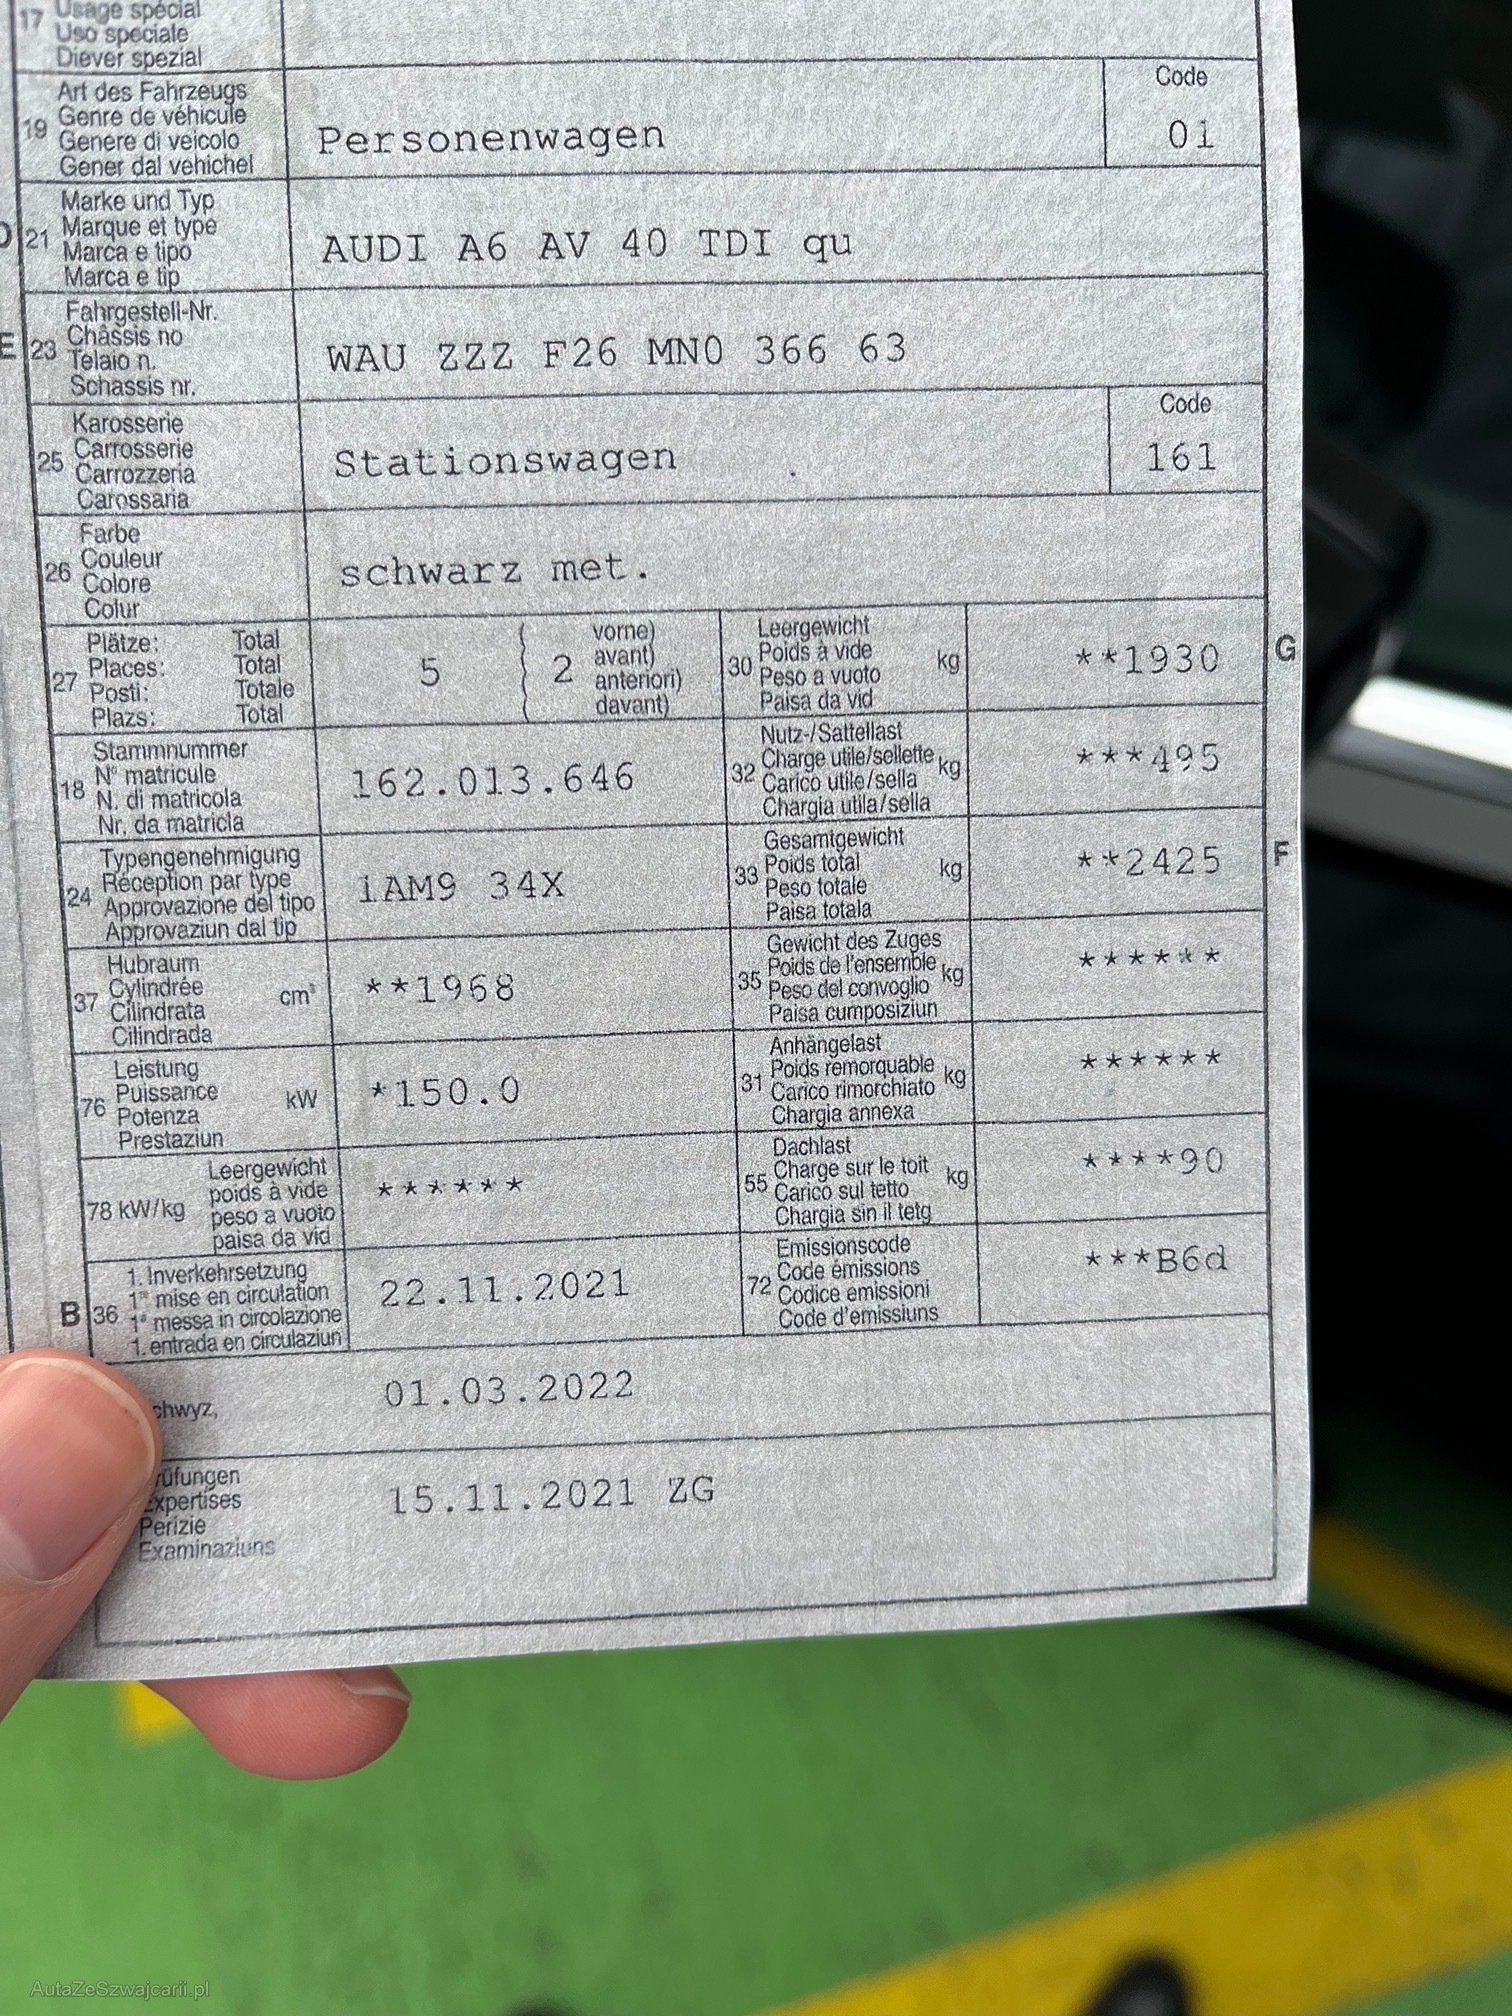 17 Usage spécial
Uso speciale
Diever spezial
19 Art des Fahrzeugs
Genre de véhicule
Genere di veicolo
Gener dal vehichel
Personenwagen
Code
01
21 Marke und Typ
Marque et type
Marca e tipo
Marca e tip
AUDI A6 AV 40 TDI qu
E 23 Fahrgestell-Nr.
Châssis no
Telaio n.
Schassis nr.
WAU ZZZ F26 MN0 366 63
25 Karosserie
Carrosserie
Carrozzeria
Carossaria
Stationswagen
Code
161
26 Farbe
Couleur
Colore
Colur
schwarz met.
27 Plätze: Total
Places: Total
Posti: Totale
Plazs: Total
5 { 2 vorne)
avant)
anteriori)
davant)
30 Leergewicht
Poids à vide
Peso a vuoto
Paisa da vid
kg
**1930
G
18 Stammnummer
N° matricule
N. di matricola
Nr. da matricla
162.013.646
32 Nutz-/Sattellast
Charge utile/sellette
Carico utile/sella
Chargia utila/sella
kg
***495
24 Typengenehmigung
Réception par type
Approvazione del tipo
Approvaziun dal tip
1AM9 34X
33 Gesamtgewicht
Poids total
Peso totale
Paisa totala
kg
**2425
F
37 Hubraum
Cylindrée
Cilindrata
Cilindrada
cm³
**1968
35 Gewicht des Zuges
Poids de l'ensemble
Peso del convoglio
Paisa cumposiziun
kg
******
76 Leistung
Puissance
Potenza
Prestaziun
kW
*150.0
31 Anhängelast
Poids remorquable
Carico rimorchiato
Chargia annexa
kg
******
78 kW/kg
Leergewicht
poids à vide
peso a vuoto
paisa da vid
******
55 Dachlast
Charge sur le toit
Carico sul tetto
Chargia sin il tetg
kg
****90
B 36 1. Inverkehrsetzung
1re mise en circulation
1a messa in circolazione
1. entrada en circulaziun
22.11.2021
72 Emissionscode
Code émissions
Codice emissioni
Code d'emissiuns
***B6d
chwyz,
01.03.2022
rüfungen
Expertises
Perizie
Examinaziuns
15.11.2021 ZG
AutaZeSzwajcarii.pl